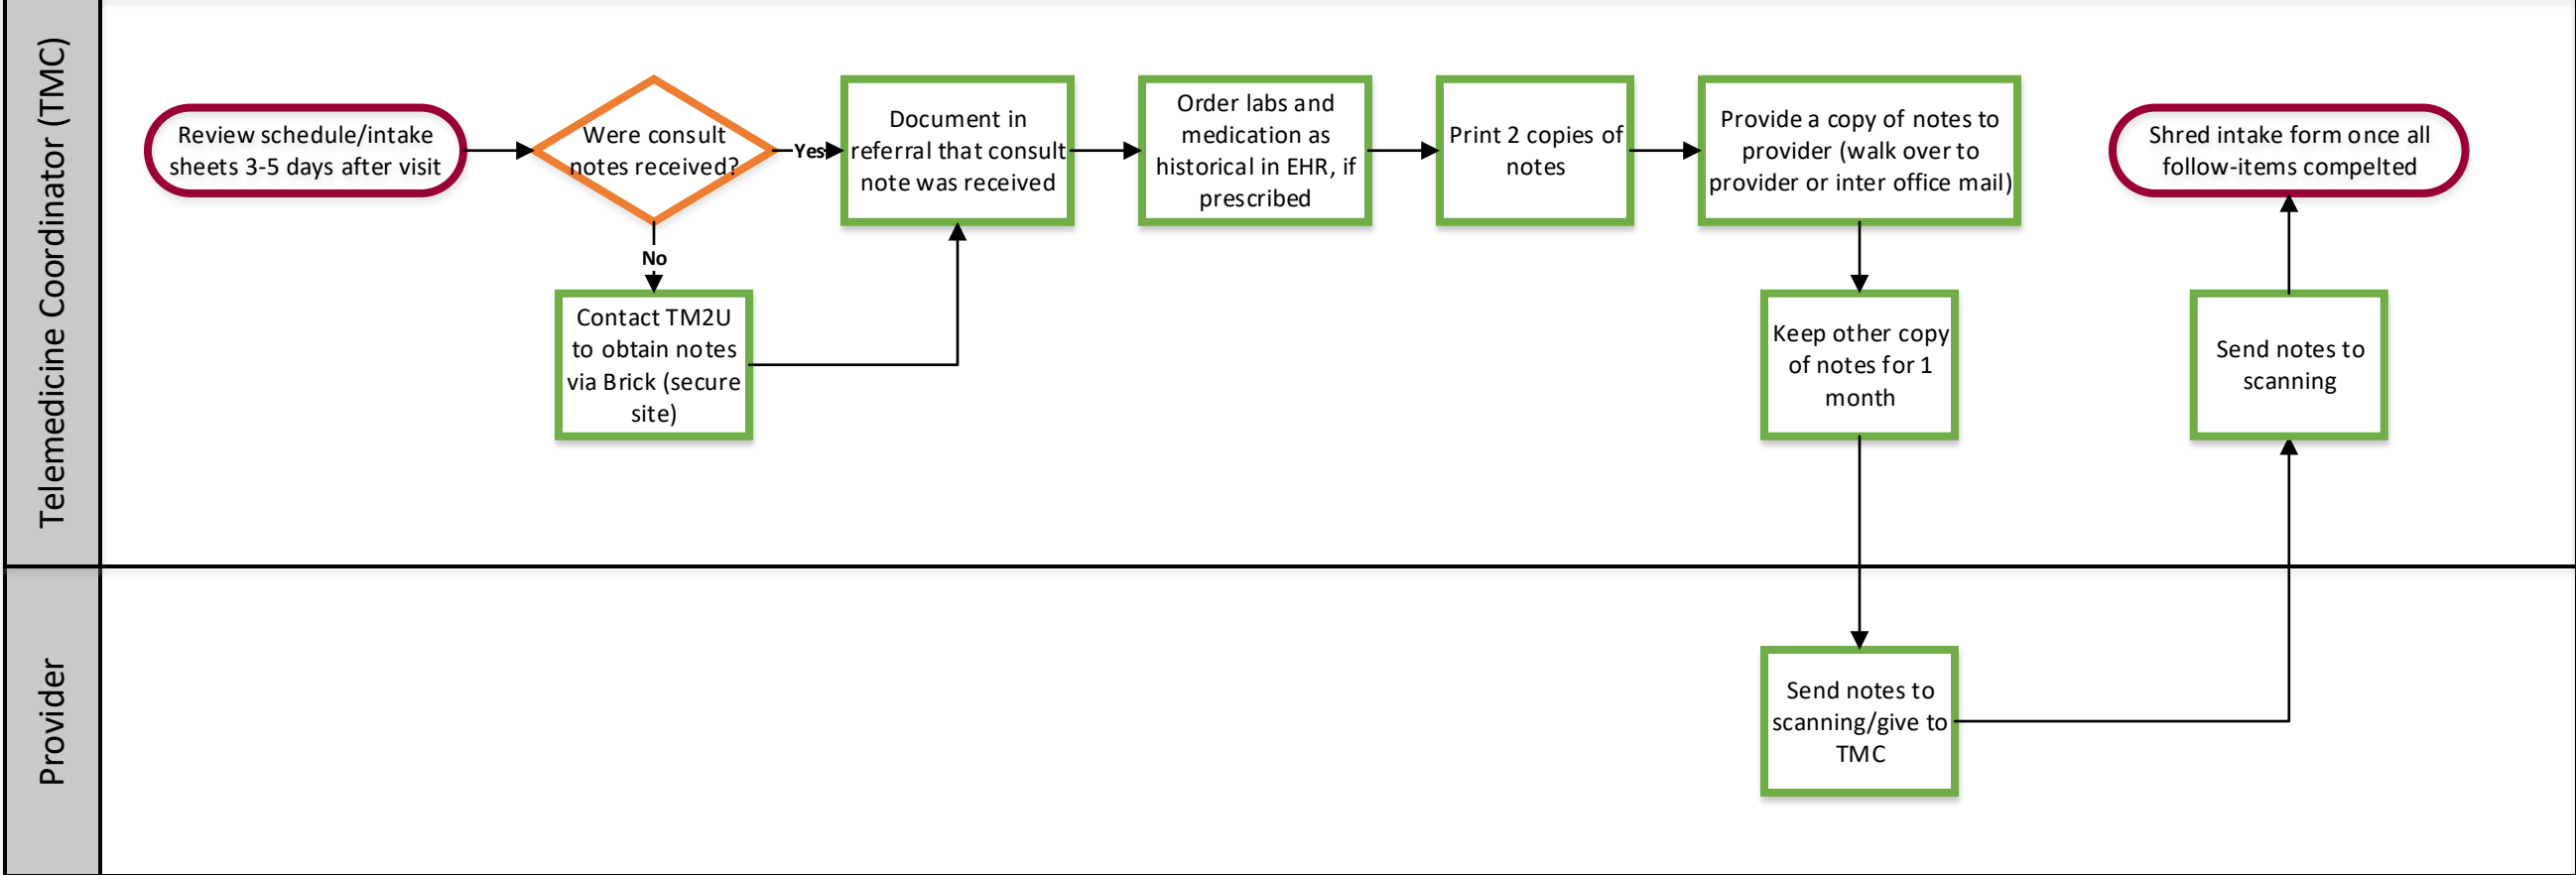 Telemedicine Coordinator (TMC)
Review schedule/intake
sheets 3-5 days after visit
Were consult
notes received?
Yes
No
Contact TM2U
to obtain notes
via Brick (secure
site)
Document in
referral that consult
note was received
Order labs and
medication as
historical in EHR, if
prescribed
Print 2 copies of
notes
Provide a copy of notes to
provider (walk over to
provider or inter office mail)
Keep other copy
of notes for 1
month
Shred intake form once all
follow-items compelted
Send notes to
scanning
Provider
Send notes to
scanning/give to
TMC